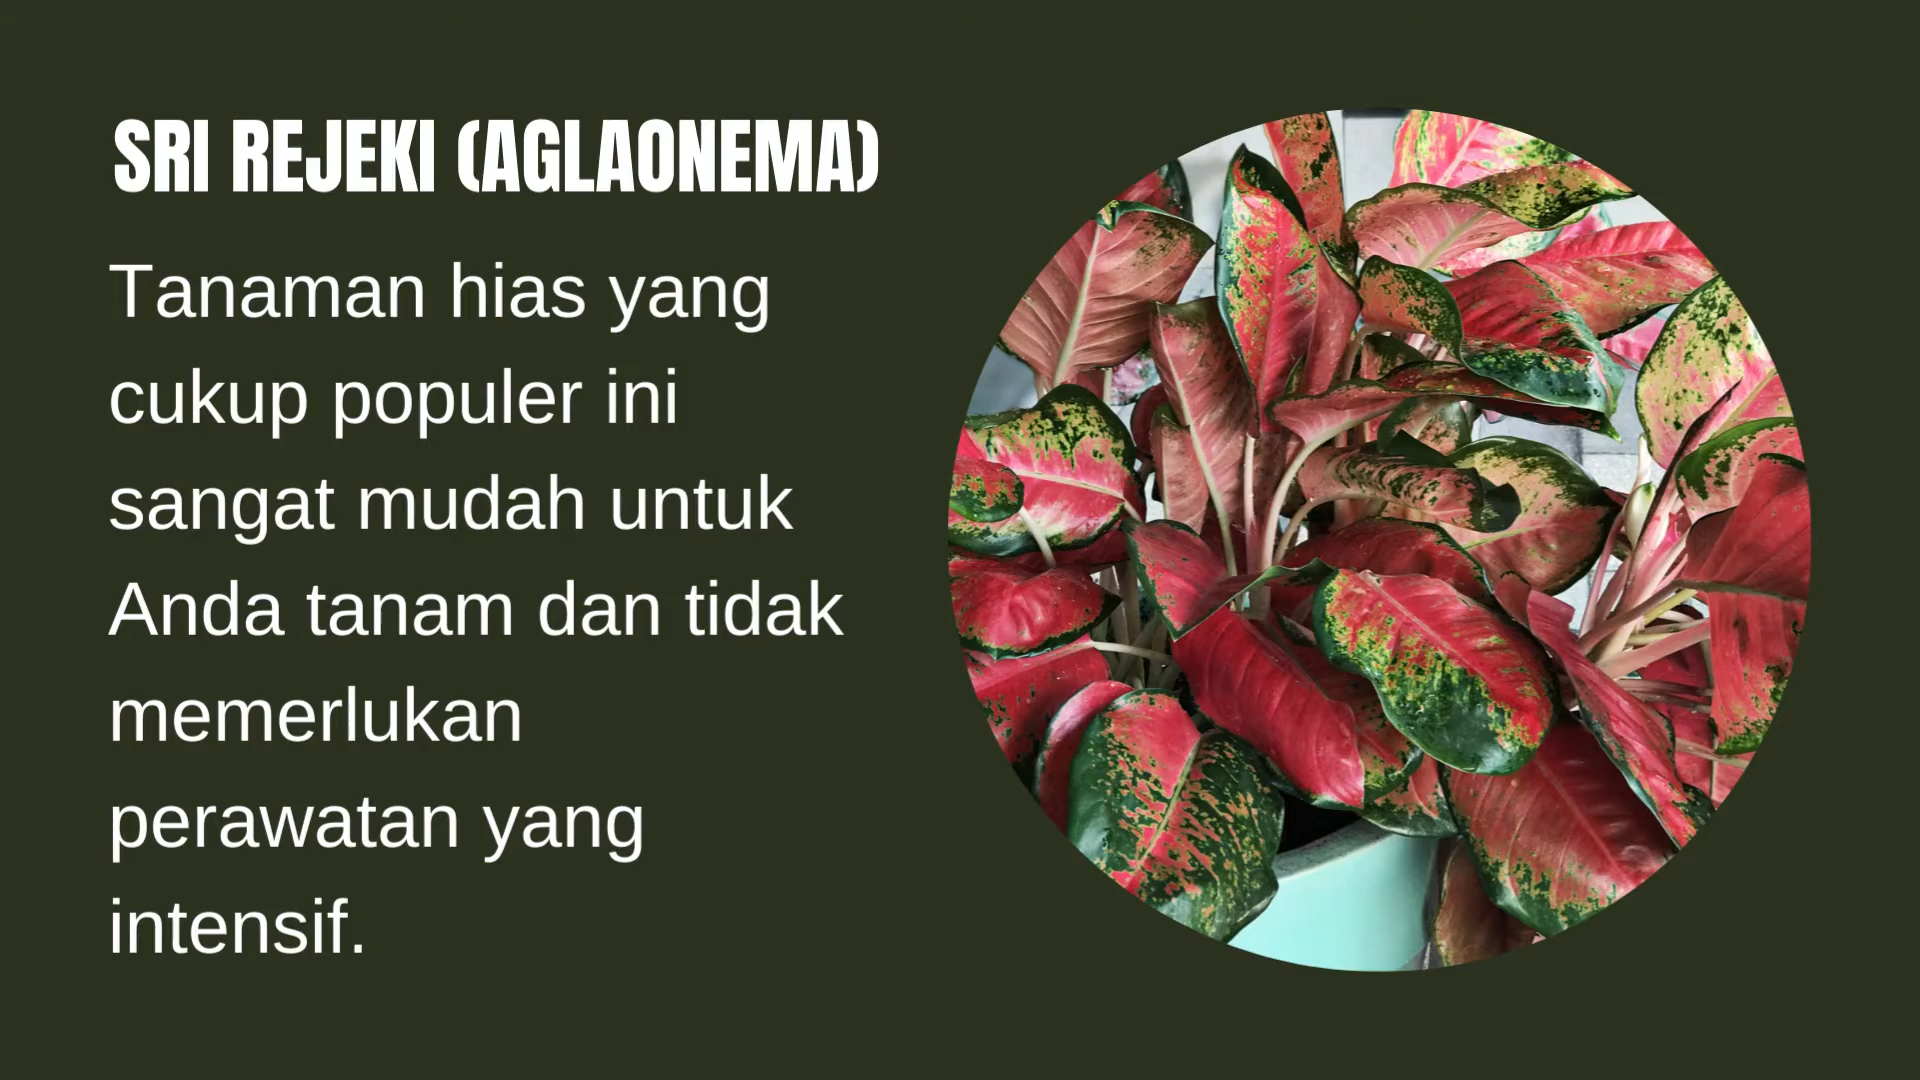 SRI REJEKI (AGLAONEMA)
Tanaman hias yang
cukup populer ini
sangat mudah untuk
Anda tanam dan tidak
memerlukan
perawatan yang
intensif.